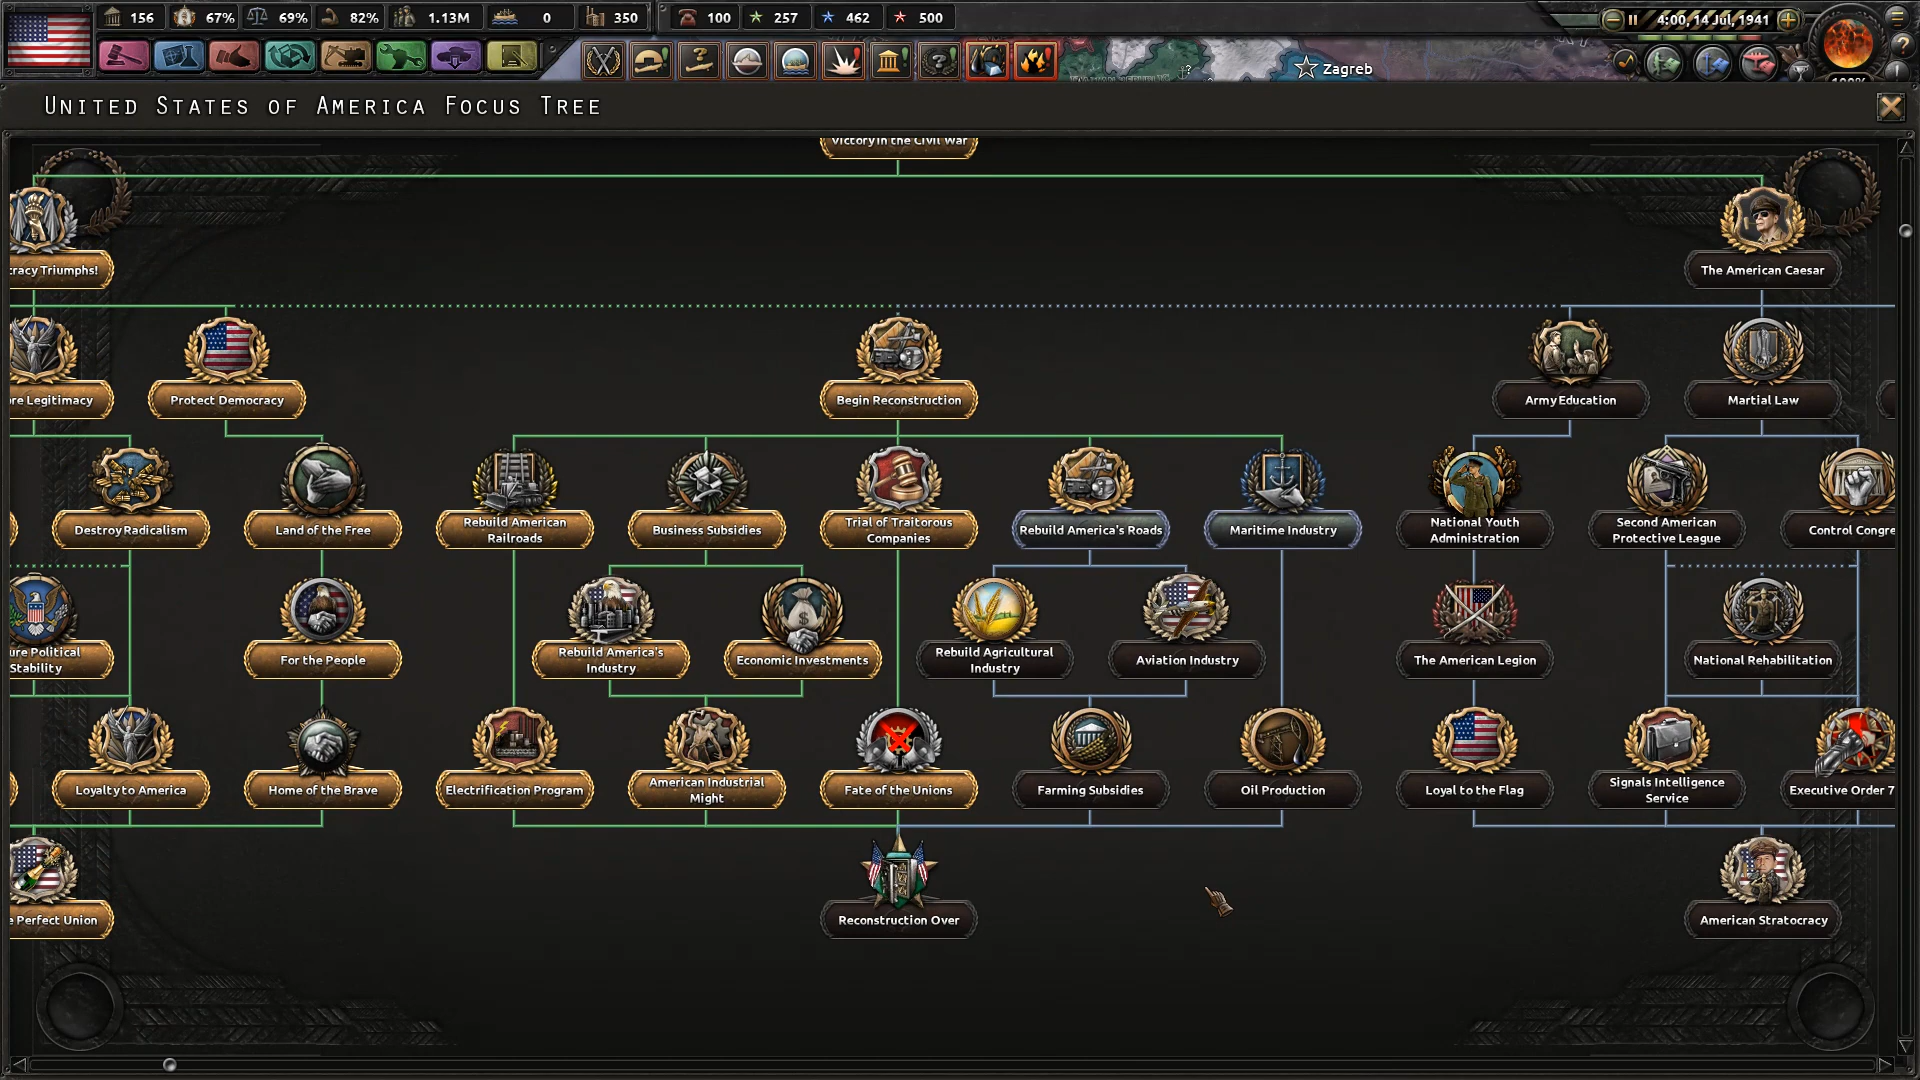 156 67% 69% 82% 1.13M 0 350 100 257 462 500 4:00, 14 Jul, 1941
Zagreb
United States of America Focus Tree
Victory in the Civil War
cracy Triumphs!
The American Caesar
re Legitimacy
Protect Democracy
Begin Reconstruction
Army Education
Martial Law
Destroy Radicalism
Land of the Free
Rebuild American
Railroads
Business Subsidies
Trial of Traitorous
Companies
Rebuild America's Roads
Maritime Industry
National Youth
Administration
Second American
Protective League
Control Congre
ure Political
Stability
For the People
Rebuild America's
Industry
Economic Investments
Rebuild Agricultural
Industry
Aviation Industry
The American Legion
National Rehabilitation
Loyalty to America
Home of the Brave
Electrification Program
American Industrial
Might
Fate of the Unions
Farming Subsidies
Oil Production
Loyal to the Flag
Signals Intelligence
Service
Executive Order 7
e Perfect Union
Reconstruction Over
American Stratocracy